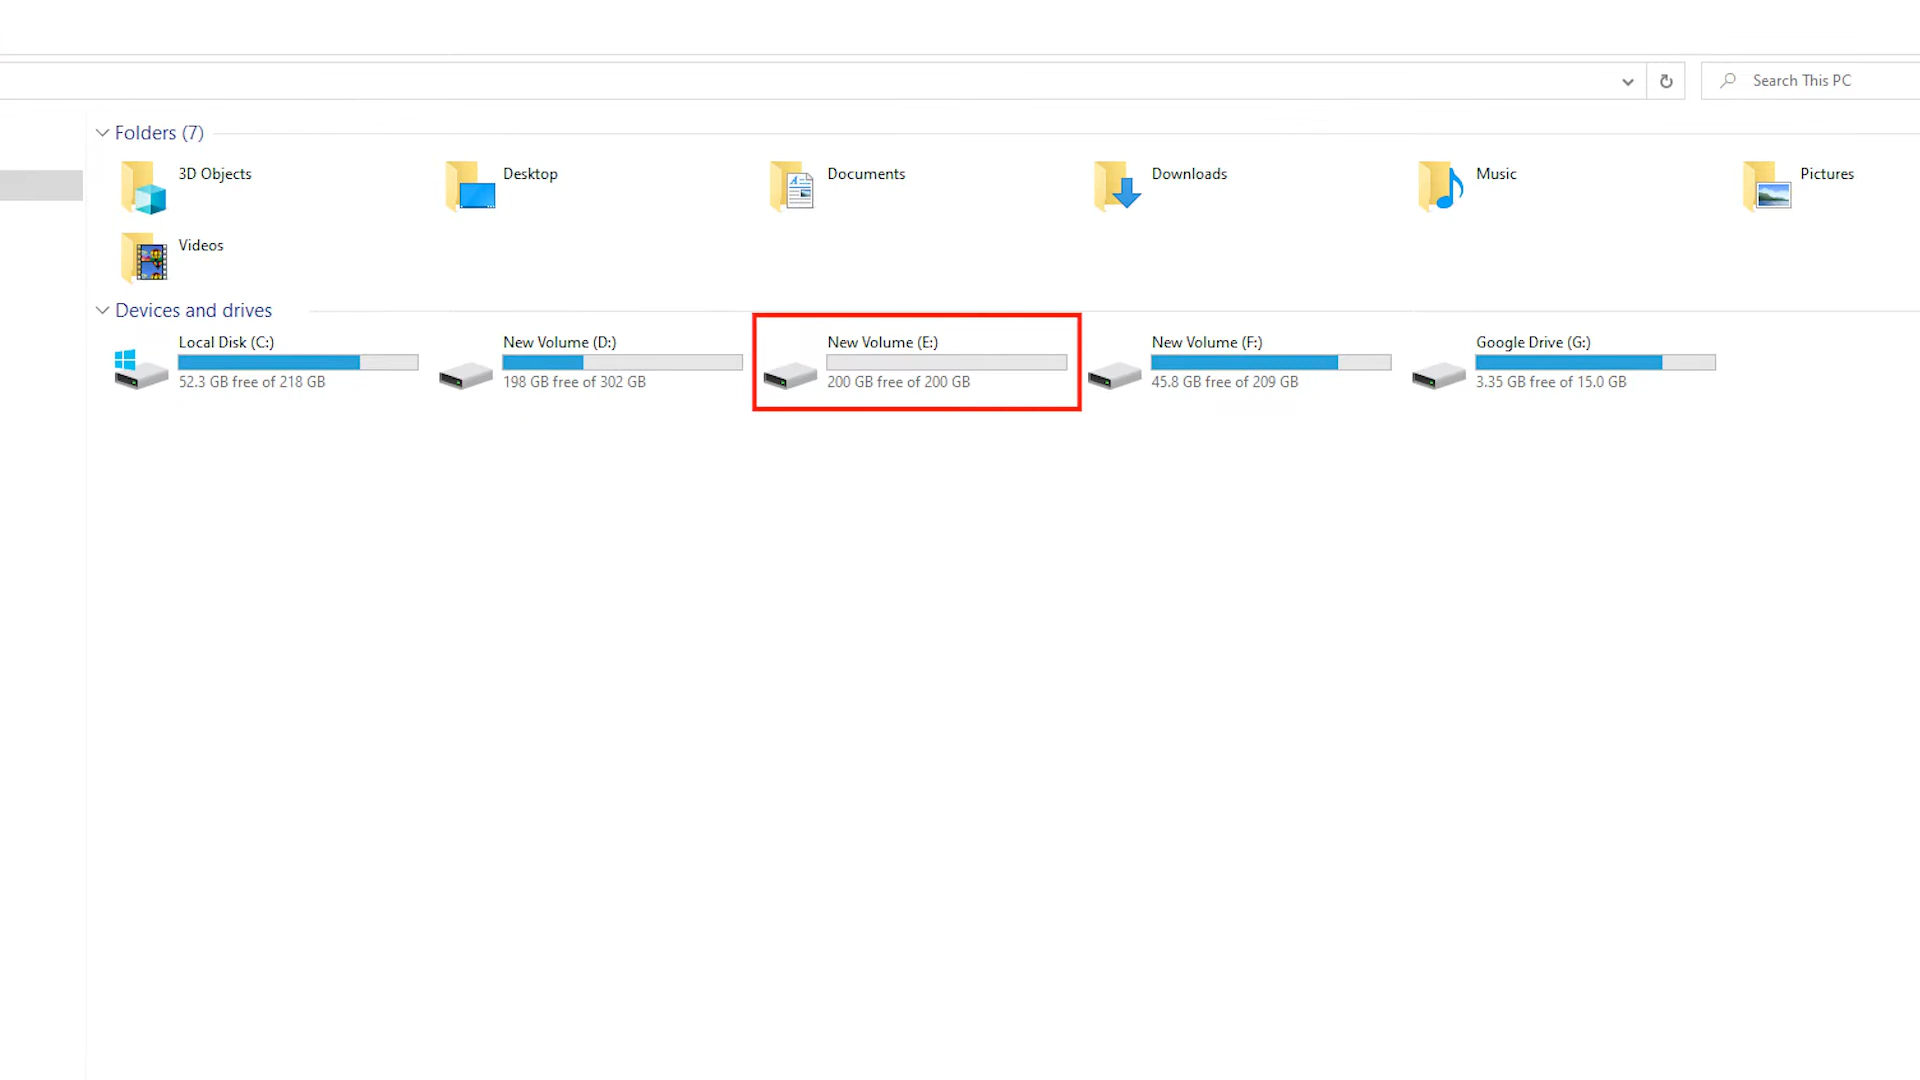 Search This PC
Folders (7)
3D Objects
Desktop
Documents
Downloads
Music
Pictures
Videos
Devices and drives
Local Disk (C:)
52.3 GB free of 218 GB
New Volume (D:)
198 GB free of 302 GB
New Volume (E:)
200 GB free of 200 GB
New Volume (F:)
45.8 GB free of 209 GB
Google Drive (G:)
3.35 GB free of 15.0 GB